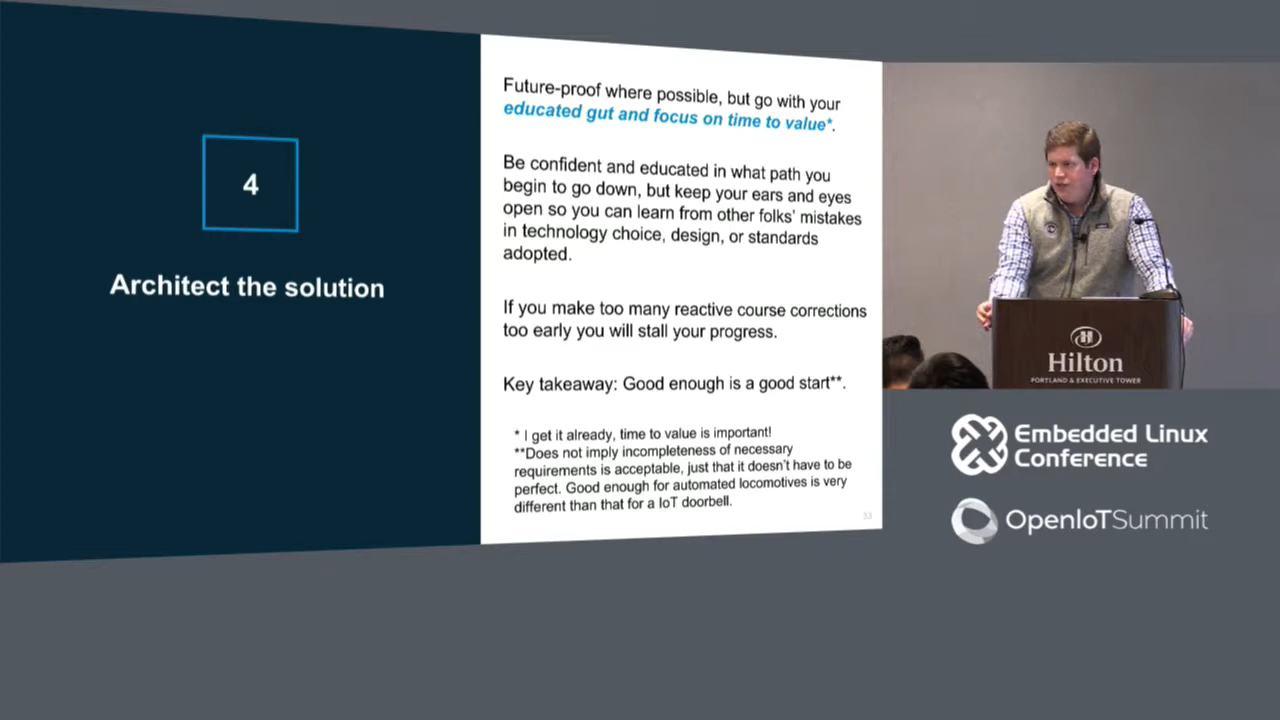 4
Architect the solution
Future-proof where possible, but go with your
educated gut and focus on time to value*.
Be confident and educated in what path you
begin to go down, but keep your ears and eyes
open so you can learn from other folks' mistakes
in technology choice, design, or standards
adopted.
If you make too many reactive course corrections
too early you will stall your progress.
Key takeaway: Good enough is a good start**.
* I get it already, time to value is important!
**Does not imply incompleteness of necessary
requirements is acceptable, just that it doesn't have to be
perfect. Good enough for automated locomotives is very
different than that for a IoT doorbell.
33
H
Hilton
PORTLAND & EXECUTIVE TOWER
Embedded Linux
Conference
OpenIoTSummit